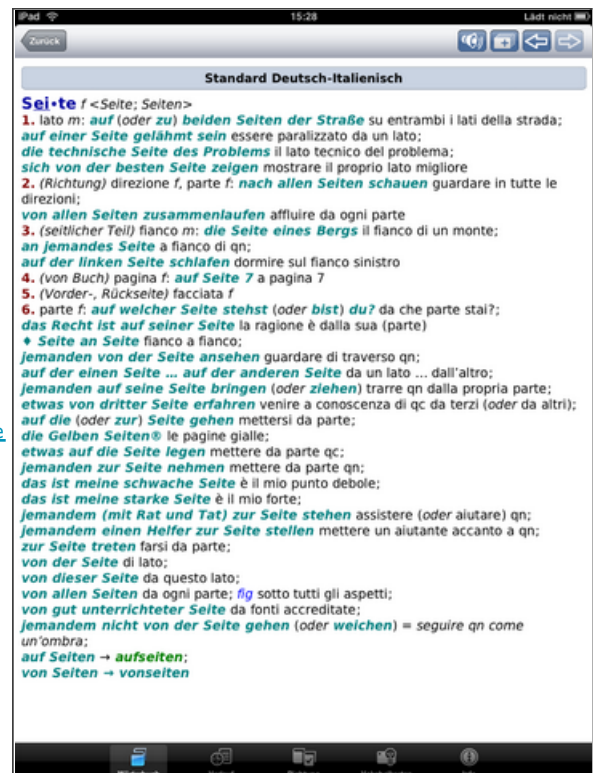 iPad 15:28 Lädt nicht
Zurück
Standard Deutsch-Italienisch
Sei•te f <Seite; Seiten>
1. lato m: auf (oder zu) beiden Seiten der Straße su entrambi i lati della strada;
auf einer Seite gelähmt sein essere paralizzato da un lato;
die technische Seite des Problems il lato tecnico del problema;
sich von der besten Seite zeigen mostrare il proprio lato migliore
2. (Richtung) direzione f, parte f: nach allen Seiten schauen guardare in tutte le
direzioni;
von allen Seiten zusammenlaufen affluire da ogni parte
3. (seitlicher Teil) fianco m: die Seite eines Bergs il fianco di un monte;
an jemandes Seite a fianco di qn;
auf der linken Seite schlafen dormire sul fianco sinistro
4. (von Buch) pagina f: auf Seite 7 a pagina 7
5. (Vorder-, Rückseite) facciata f
6. parte f: auf welcher Seite stehst (oder bist) du? da che parte stai?;
das Recht ist auf seiner Seite la ragione è dalla sua (parte)
♦ Seite an Seite fianco a fianco;
jemanden von der Seite ansehen guardare di traverso qn;
auf der einen Seite ... auf der anderen Seite da un lato ... dall'altro;
jemanden auf seine Seite bringen (oder ziehen) trarre qn dalla propria parte;
etwas von dritter Seite erfahren venire a conoscenza di qc da terzi (oder da altri);
auf die (oder zur) Seite gehen mettersi da parte;
die Gelben Seiten® le pagine gialle;
etwas auf die Seite legen mettere da parte qc;
jemanden zur Seite nehmen mettere da parte qn;
das ist meine schwache Seite è il mio punto debole;
das ist meine starke Seite è il mio forte;
jemandem (mit Rat und Tat) zur Seite stehen assistere (oder aiutare) qn;
jemandem einen Helfer zur Seite stellen mettere un aiutante accanto a qn;
zur Seite treten farsi da parte;
von der Seite di lato;
von dieser Seite da questo lato;
von allen Seiten da ogni parte; fig sotto tutti gli aspetti;
von gut unterrichteter Seite da fonti accreditate;
jemandem nicht von der Seite gehen (oder weichen) = seguire qn come
un'ombra;
auf Seiten → aufseiten;
von Seiten → vonseiten